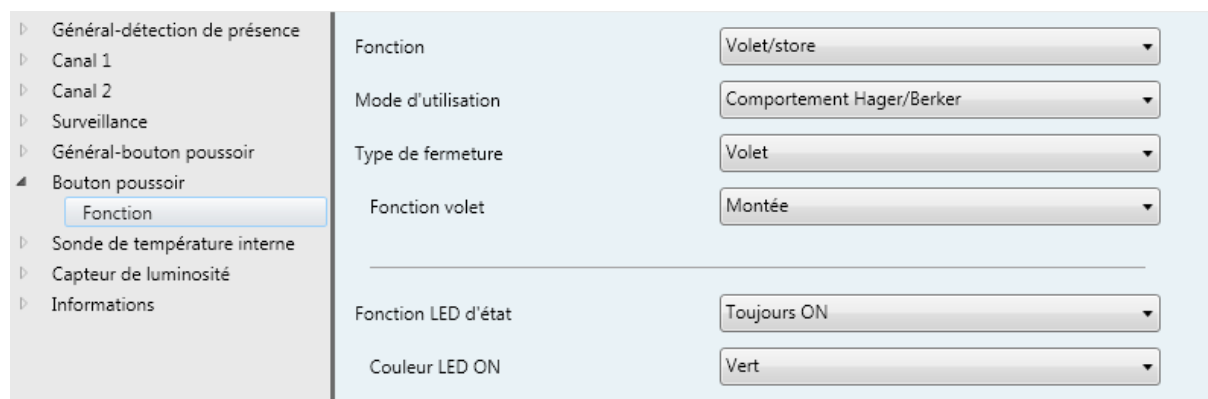 Général-détection de présence
Canal 1
Canal 2
Surveillance
Général-bouton poussoir
Bouton poussoir
Fonction
Sonde de température interne
Capteur de luminosité
Informations
Fonction Volet/store
Mode d'utilisation Comportement Hager/Berker
Type de fermeture Volet
Fonction volet Montée
Fonction LED d'état Toujours ON
Couleur LED ON Vert